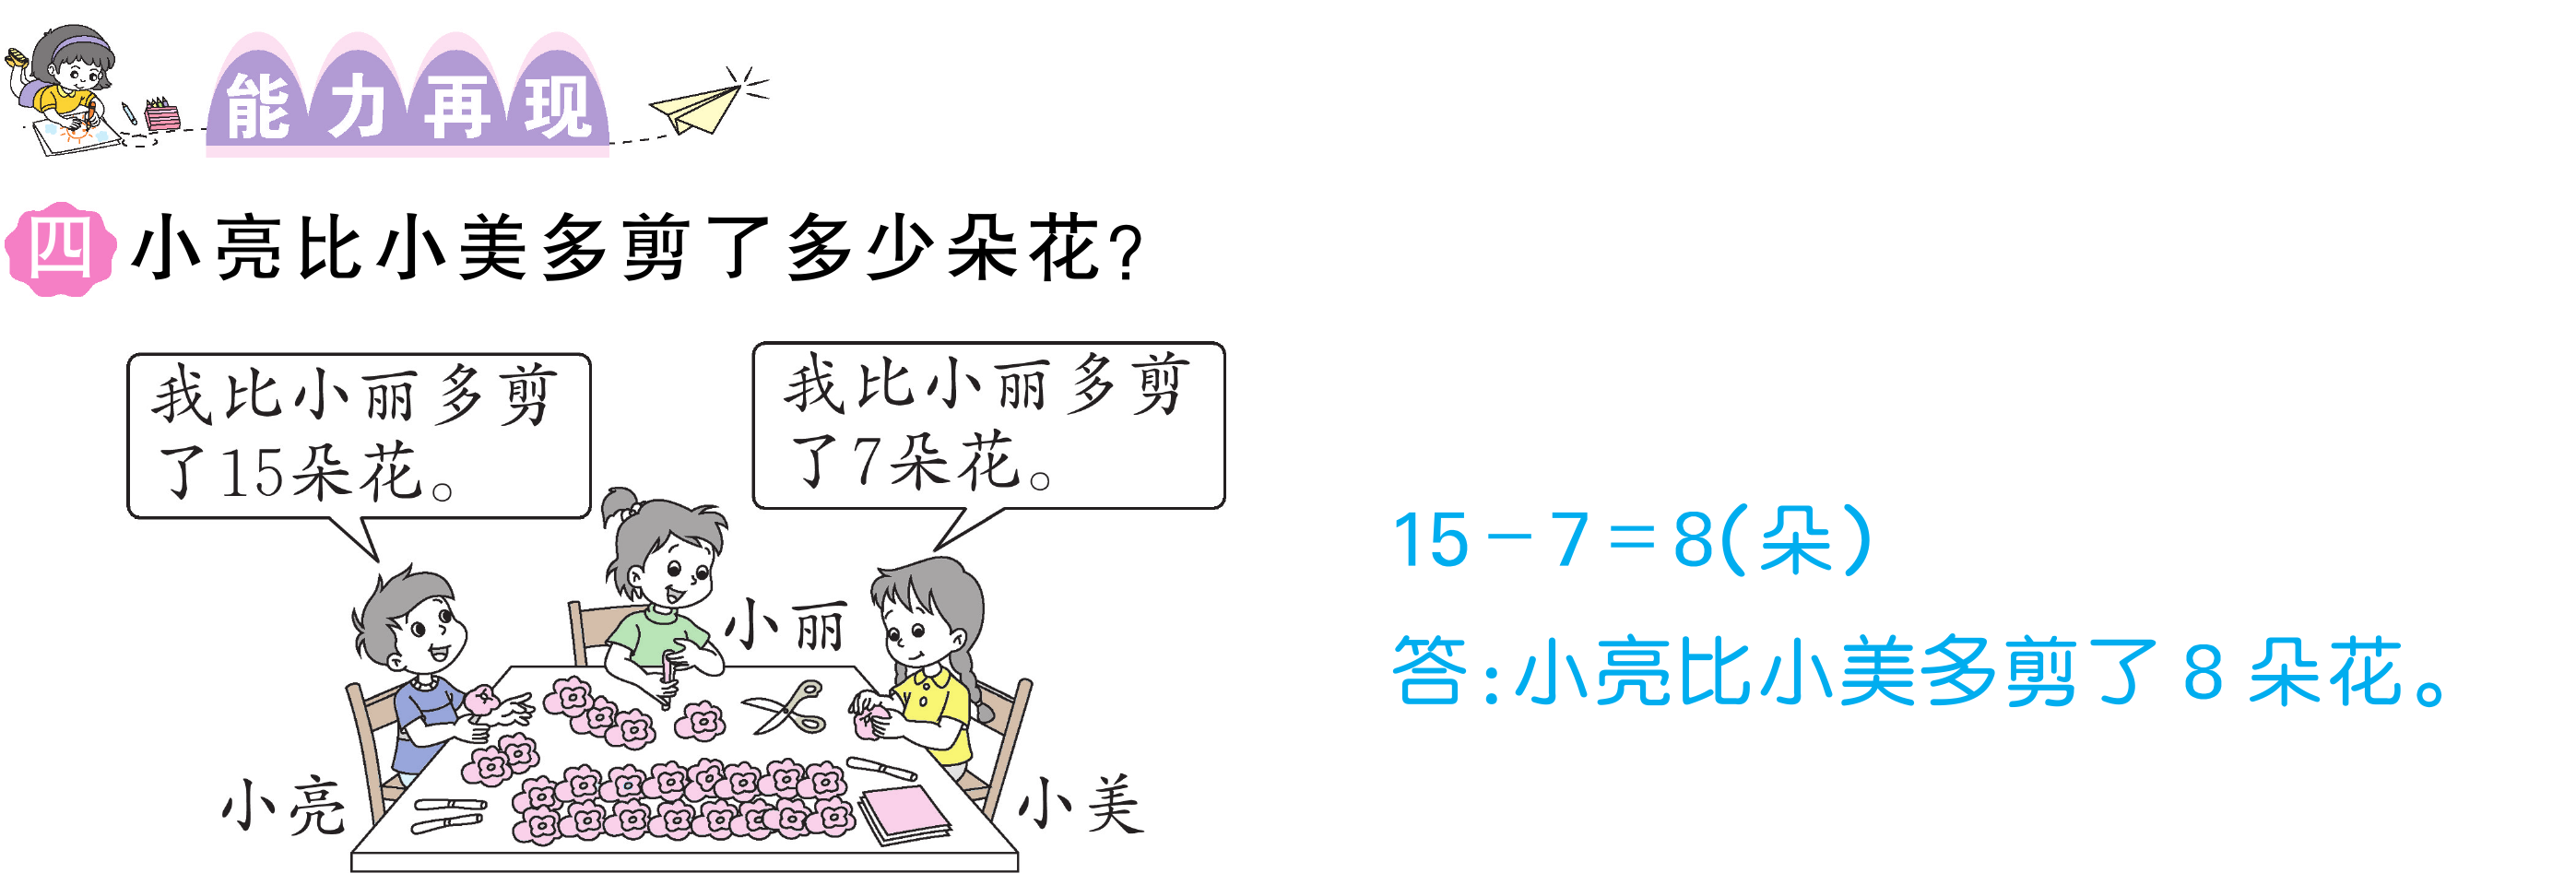 能力再现
四 小亮比小美多剪了多少朵花？
我比小丽多剪
了15朵花。
我比小丽多剪
了7朵花。
小丽
小亮
小美
15－7＝8(朵)
答：小亮比小美多剪了 8 朵花。